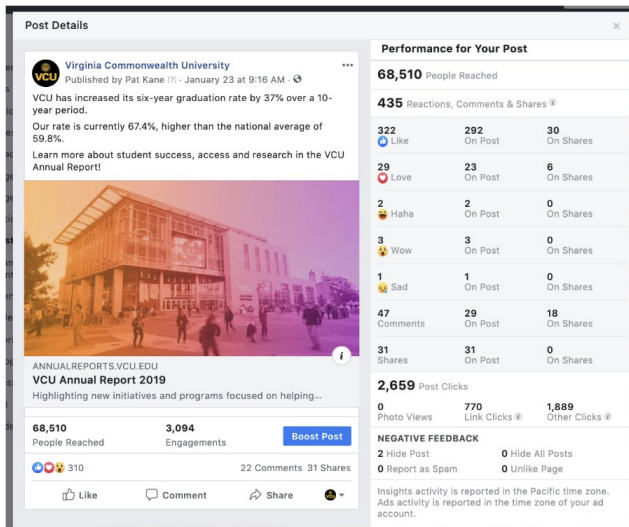 Post Details
×
VCU
Virginia Commonwealth University
Published by Pat Kane [?] · January 23 at 9:16 AM ·
VCU has increased its six-year graduation rate by 37% over a 10-
year period.
Our rate is currently 67.4%, higher than the national average of
59.8%.
Learn more about student success, access and research in the VCU
Annual Report!
i
ANNUALREPORTS.VCU.EDU
VCU Annual Report 2019
Highlighting new initiatives and programs focused on helping...
68,510 3,094
People Reached Engagements
Boost Post
310 22 Comments 31 Shares
Like Comment Share
Performance for Your Post
68,510 People Reached
435 Reactions, Comments & Shares
322 292 30
Like On Post On Shares
29 23 6
Love On Post On Shares
2 2 0
Haha On Post On Shares
3 3 0
Wow On Post On Shares
1 1 0
Sad On Post On Shares
47 29 18
Comments On Post On Shares
31 31 0
Shares On Post On Shares
2,659 Post Clicks
0 770 1,889
Photo Views Link Clicks Other Clicks
NEGATIVE FEEDBACK
2 Hide Post 0 Hide All Posts
0 Report as Spam 0 Unlike Page
Insights activity is reported in the Pacific time zone.
Ads activity is reported in the time zone of your ad
account.